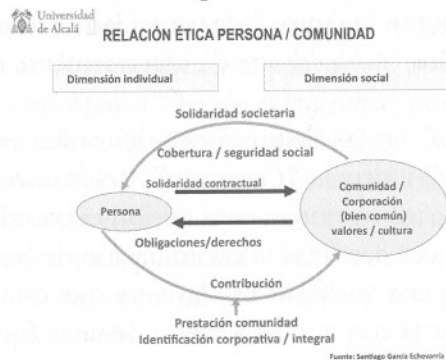 Universidad
de Alcalá
RELACIÓN ÉTICA PERSONA / COMUNIDAD
Dimensión individual
Dimensión social
Solidaridad societaria
Cobertura / seguridad social
Solidaridad contractual
Persona
Comunidad /
Corporación
(bien común)
valores / cultura
Obligaciones/derechos
Contribución
Prestación comunidad
Identificación corporativa / integral
Fuente: Santiago García Echevarría